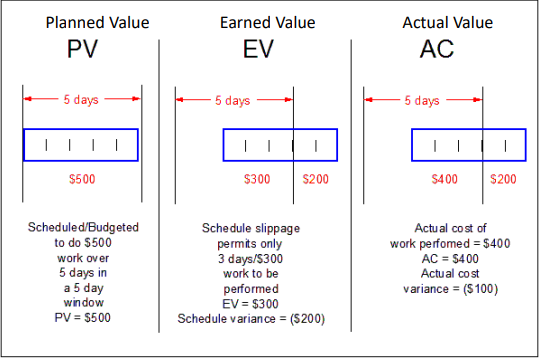 Planned Value
PV
5 days
$500
Scheduled/Budgeted
to do $500
work over
5 days in
a 5 day
window
PV = $500
Earned Value
EV
5 days
$300 $200
Schedule slippage
permits only
3 days/$300
work to be
performed
EV = $300
Schedule variance = ($200)
Actual Value
AC
5 days
$400 $200
Actual cost of
work perfomed = $400
AC = $400
Actual cost
variance = ($100)